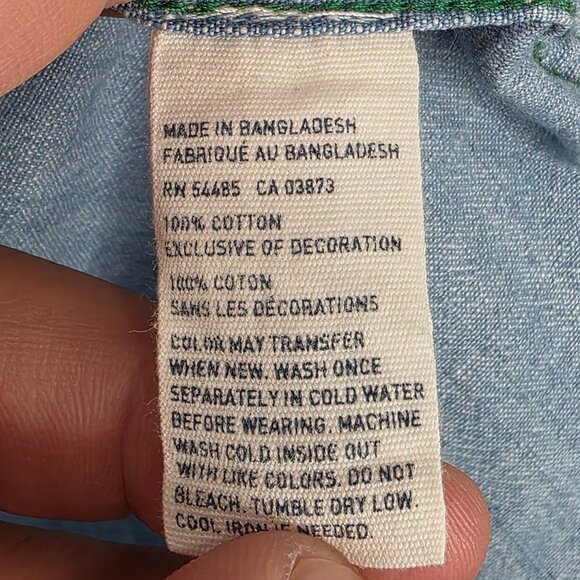 MADE IN BANGLADESH
FABRIQUÉ AU BANGLADESH
RN 54485 CA 03873
100% COTTON
EXCLUSIVE OF DECORATION
100% COTON
SANS LES DÉCORATIONS
COLOR MAY TRANSFER
WHEN NEW. WASH ONCE
SEPARATELY IN COLD WATER
BEFORE WEARING. MACHINE
WASH COLD INSIDE OUT
WITH LIKE COLORS. DO NOT
BLEACH. TUMBLE DRY LOW.
COOL IRON IF NEEDED.